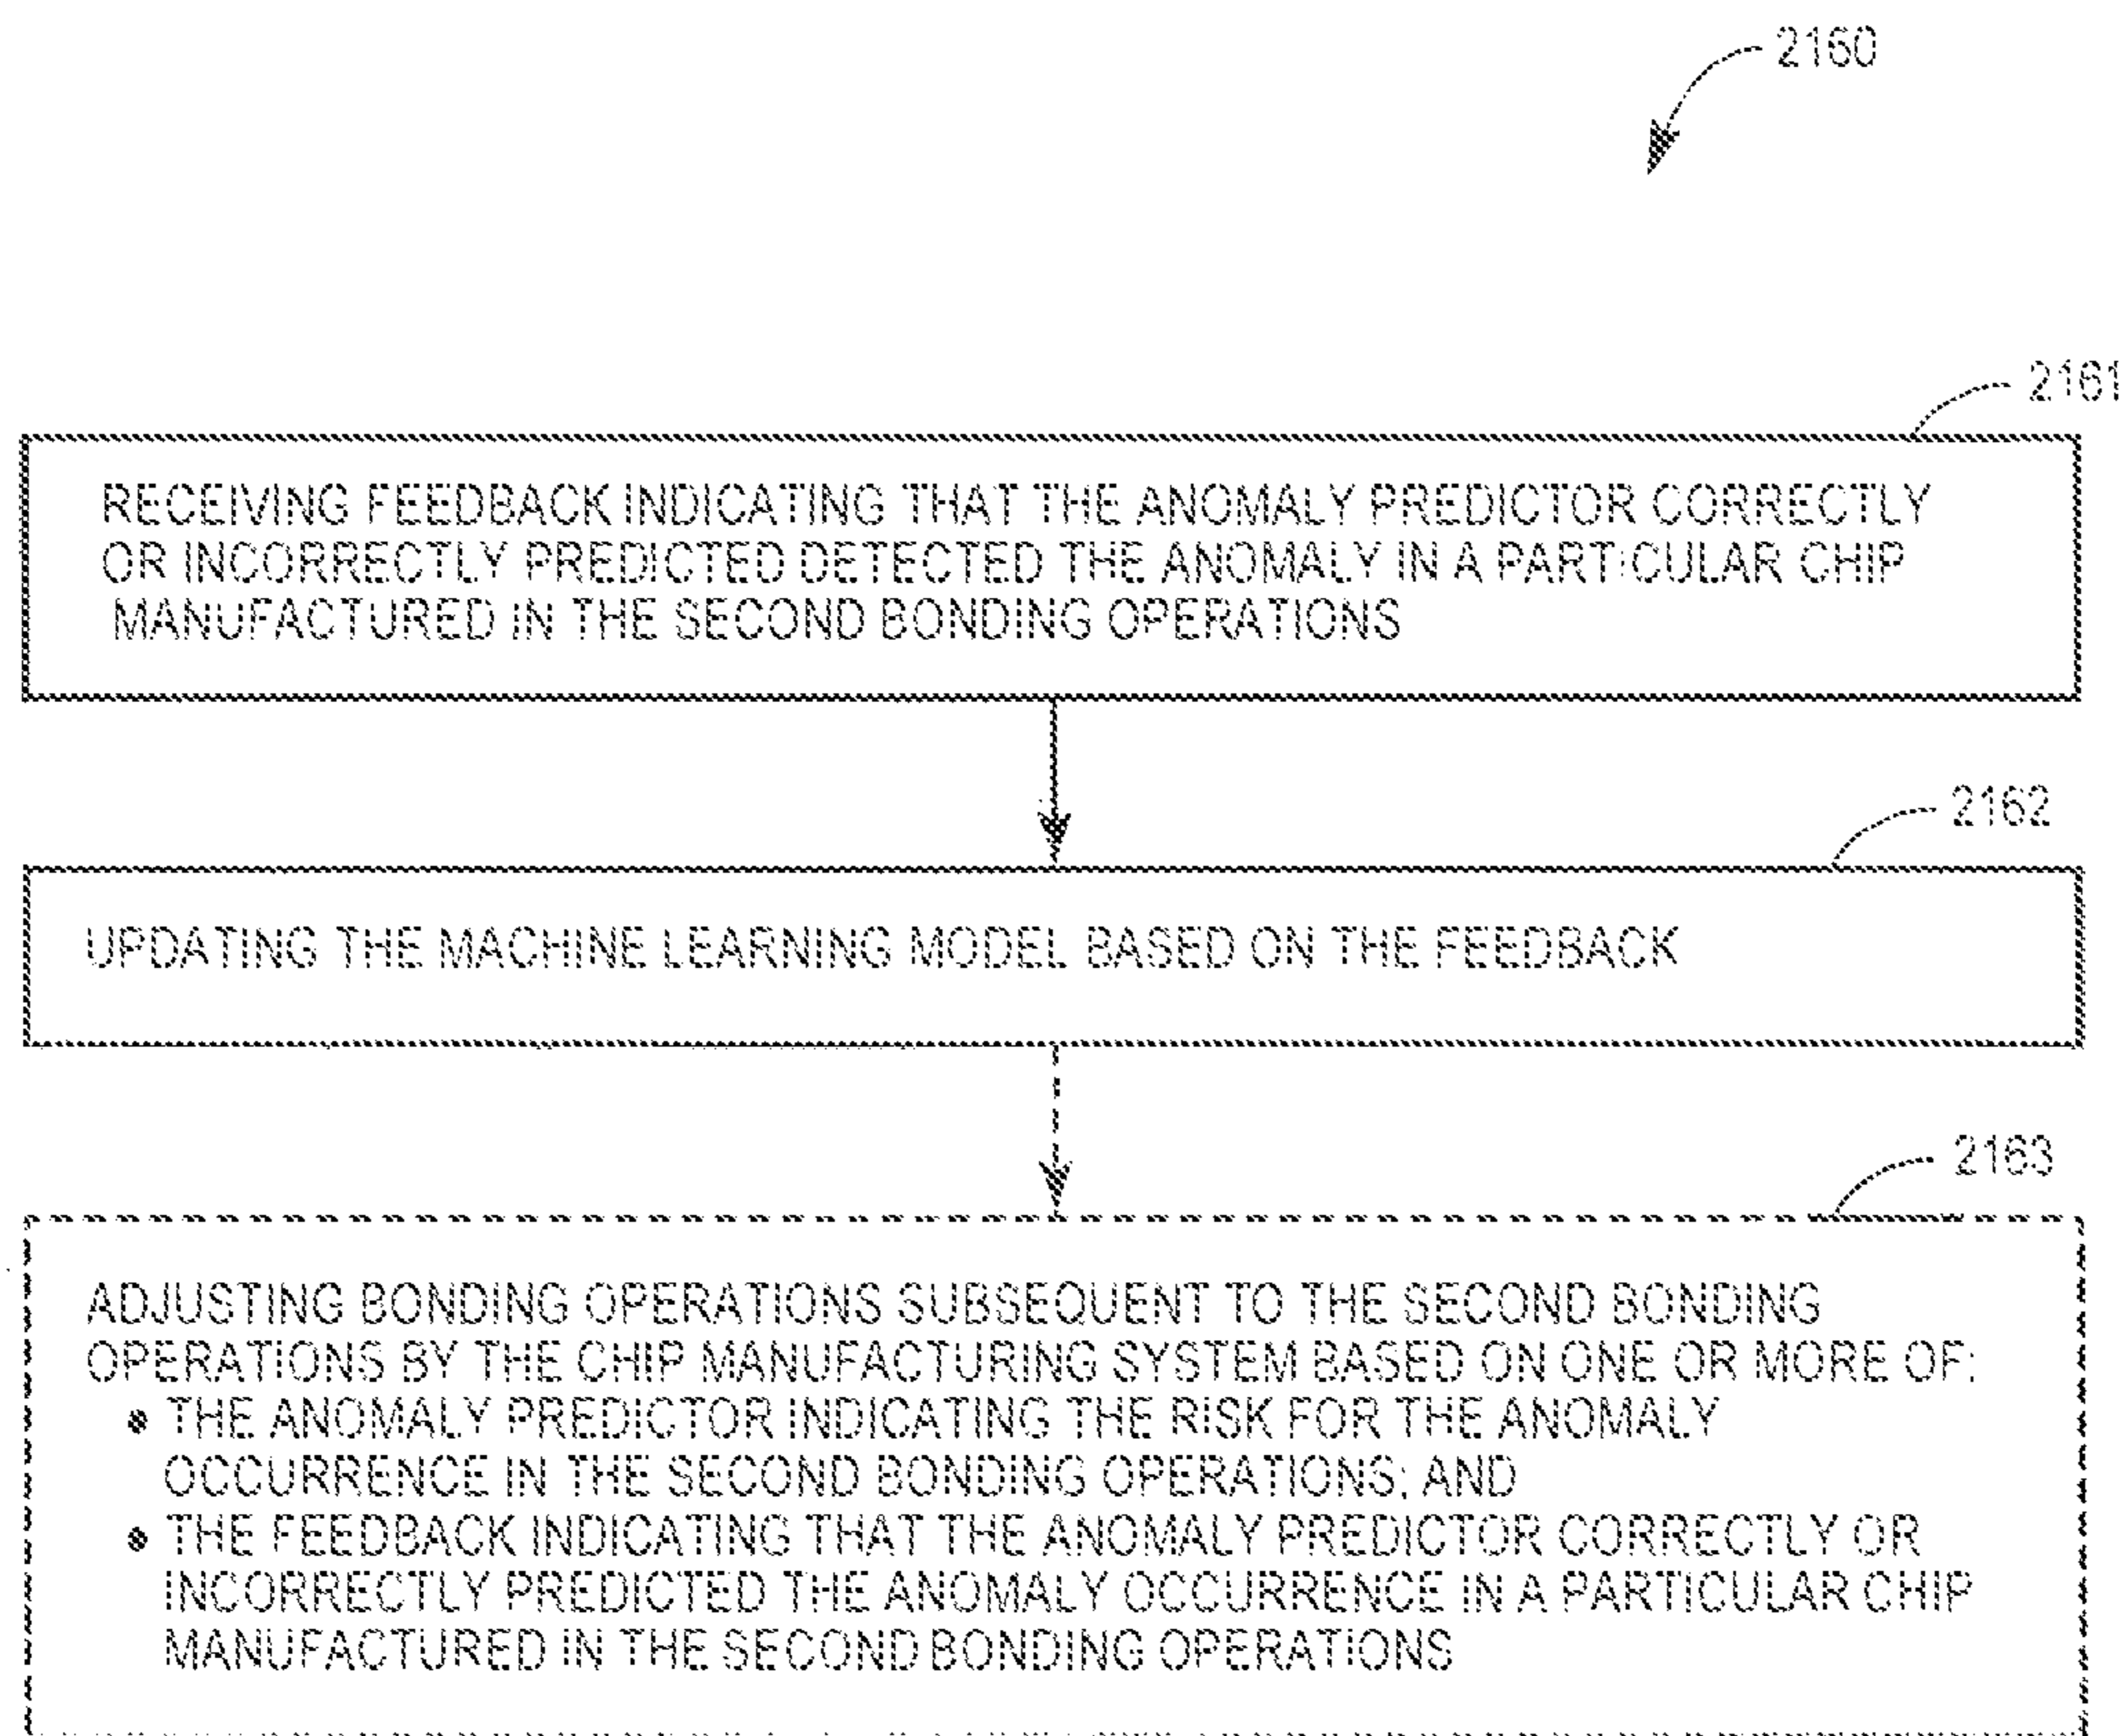 2160
2161
RECEIVING FEEDBACK INDICATING THAT THE ANOMALY PREDICTOR CORRECTLY
OR INCORRECTLY PREDICTED DETECTED THE ANOMALY IN A PARTICULAR CHIP
MANUFACTURED IN THE SECOND BONDING OPERATIONS
2162
UPDATING THE MACHINE LEARNING MODEL BASED ON THE FEEDBACK
2163
ADJUSTING BONDING OPERATIONS SUBSEQUENT TO THE SECOND BONDING
OPERATIONS BY THE CHIP MANUFACTURING SYSTEM BASED ON ONE OR MORE OF:
• THE ANOMALY PREDICTOR INDICATING THE RISK FOR THE ANOMALY
OCCURRENCE IN THE SECOND BONDING OPERATIONS; AND
• THE FEEDBACK INDICATING THAT THE ANOMALY PREDICTOR CORRECTLY OR
INCORRECTLY PREDICTED THE ANOMALY OCCURRENCE IN A PARTICULAR CHIP
MANUFACTURED IN THE SECOND BONDING OPERATIONS